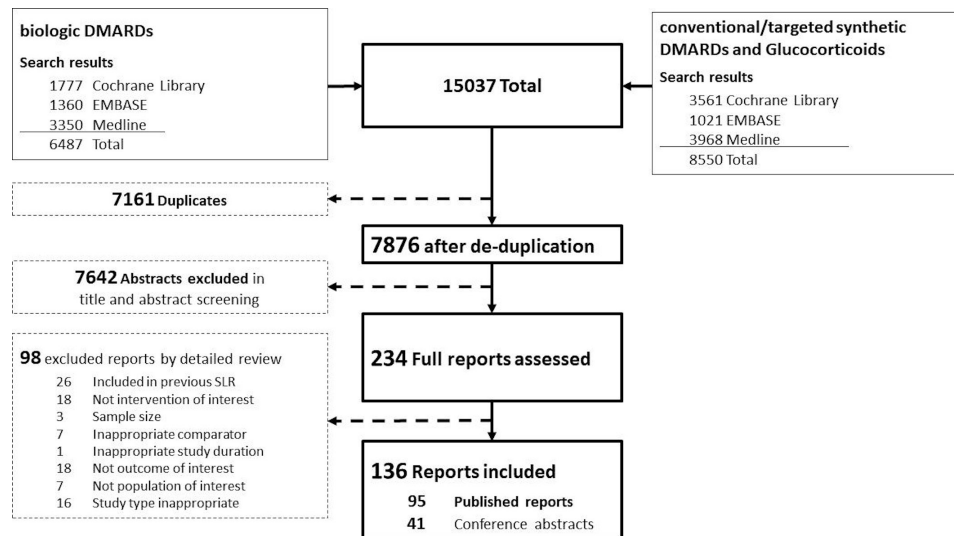 biologic DMARDs
Search results
1777 Cochrane Library
1360 EMBASE
3350 Medline
6487 Total
15037 Total
conventional/targeted synthetic
DMARDs and Glucocorticoids
Search results
3561 Cochrane Library
1021 EMBASE
3968 Medline
8550 Total
7161 Duplicates
7876 after de-duplication
7642 Abstracts excluded in
title and abstract screening
234 Full reports assessed
98 excluded reports by detailed review
26 Included in previous SLR
18 Not intervention of interest
3 Sample size
7 Inappropriate comparator
1 Inappropriate study duration
18 Not outcome of interest
7 Not population of interest
16 Study type inappropriate
136 Reports included
95 Published reports
41 Conference abstracts